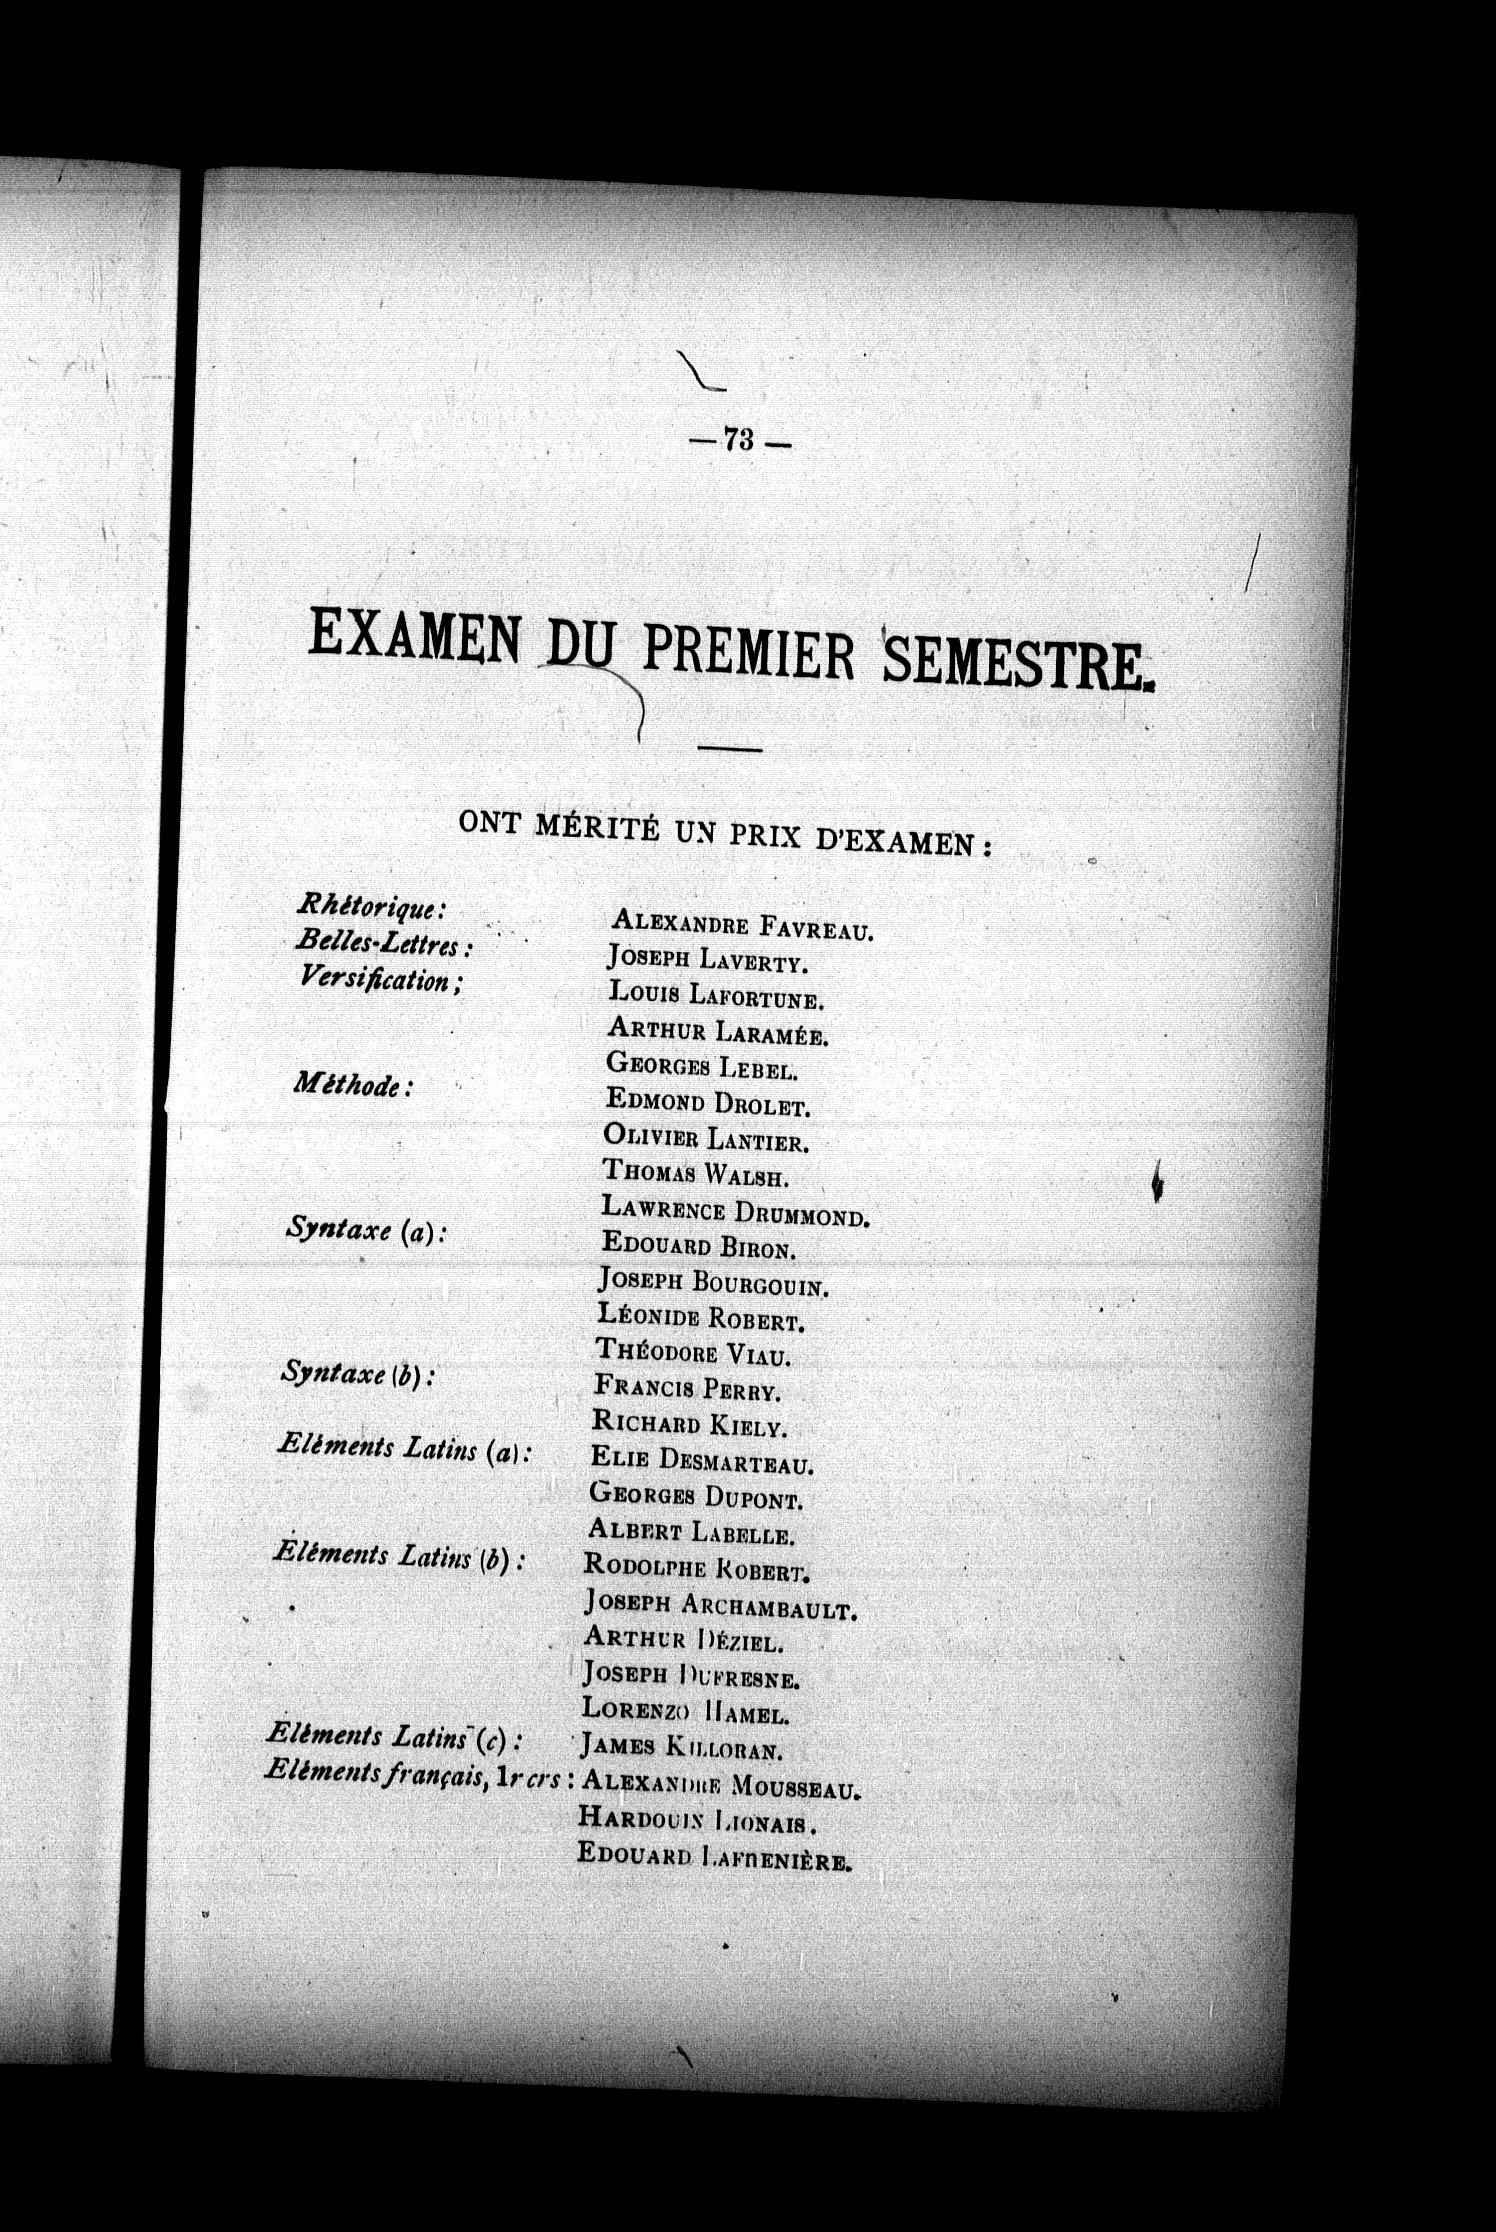 — 73 —
EXAMEN DU PREMIER SEMESTRE.
ONT MÉRITÉ UN PRIX D'EXAMEN :
Rhétorique : ALEXANDRE FAVREAU.
Belles-Lettres : JOSEPH LAVERTY.
Versification ; LOUIS LAFORTUNE.
ARTHUR LARAMÉE.
GEORGES LEBEL.
Méthode : EDMOND DROLET.
OLIVIER LANTIER.
THOMAS WALSH.
LAWRENCE DRUMMOND.
Syntaxe (a) : EDOUARD BIRON.
JOSEPH BOURGOUIN.
LÉONIDE ROBERT.
THÉODORE VIAU.
Syntaxe (b) : FRANCIS PERRY.
RICHARD KIELY.
Eléments Latins (a) : ELIE DESMARTEAU.
GEORGES DUPONT.
ALBERT LABELLE.
Eléments Latins (b) : RODOLPHE ROBERT.
JOSEPH ARCHAMBAULT.
ARTHUR DÉZIEL.
JOSEPH DUFRESNE.
LORENZO HAMEL.
Eléments Latins (c) : JAMES KILLORAN.
Eléments français, 1r crs : ALEXANDRE MOUSSEAU.
HARDOUIN LIONAIS.
EDOUARD LAFRENIÈRE.